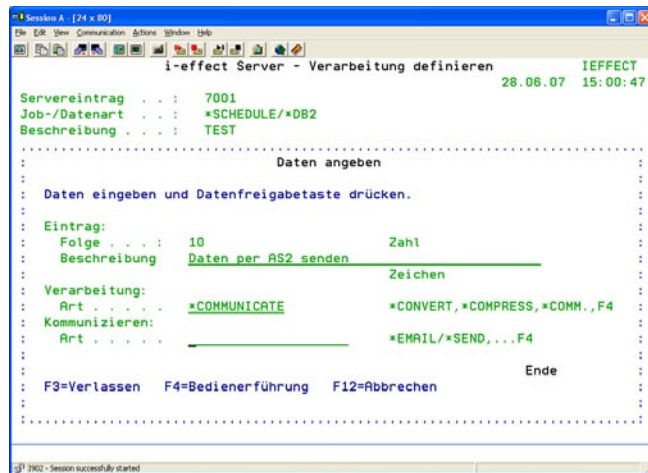 Session A - [24 x 80]
File Edit View Communication Actions Window Help
i-effect Server - Verarbeitung definieren IEFFECT
28.06.07 15:00:47
Servereintrag . . : 7001
Job-/Datenart . . : *SCHEDULE/*DB2
Beschreibung . . . : TEST
Daten angeben
Daten eingeben und Datenfreigabetaste drücken.
Eintrag:
Folge . . . : 10 Zahl
Beschreibung Daten per AS2 senden
Zeichen
Verarbeitung:
Art . . . . . *COMMUNICATE *CONVERT,*COMPRESS,*COMM.,F4
Kommunizieren:
Art . . . . . *EMAIL/*SEND,...F4
Ende
F3=Verlassen F4=Bedienerführung F12=Abbrechen
I902 - Session successfully started